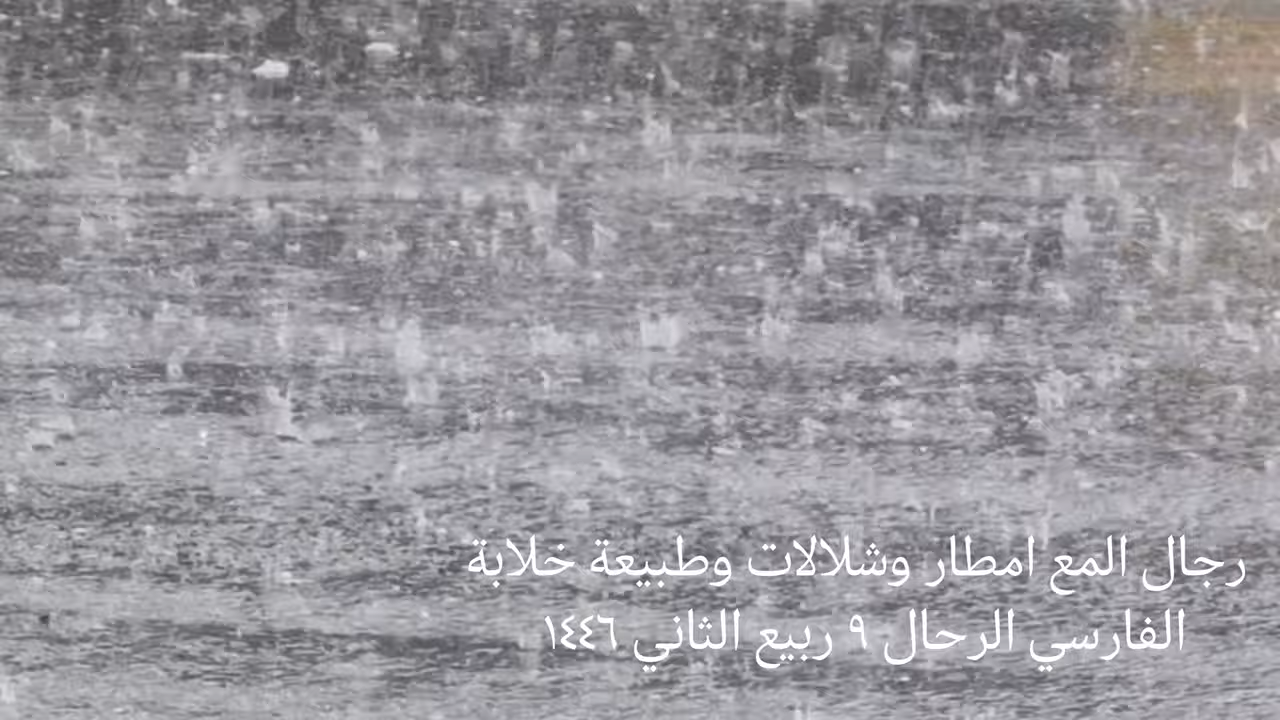 رجال المع امطار وشلالات وطبيعة خلابة
الفارسي الرحال ٩ ربيع الثاني ١٤٤٦